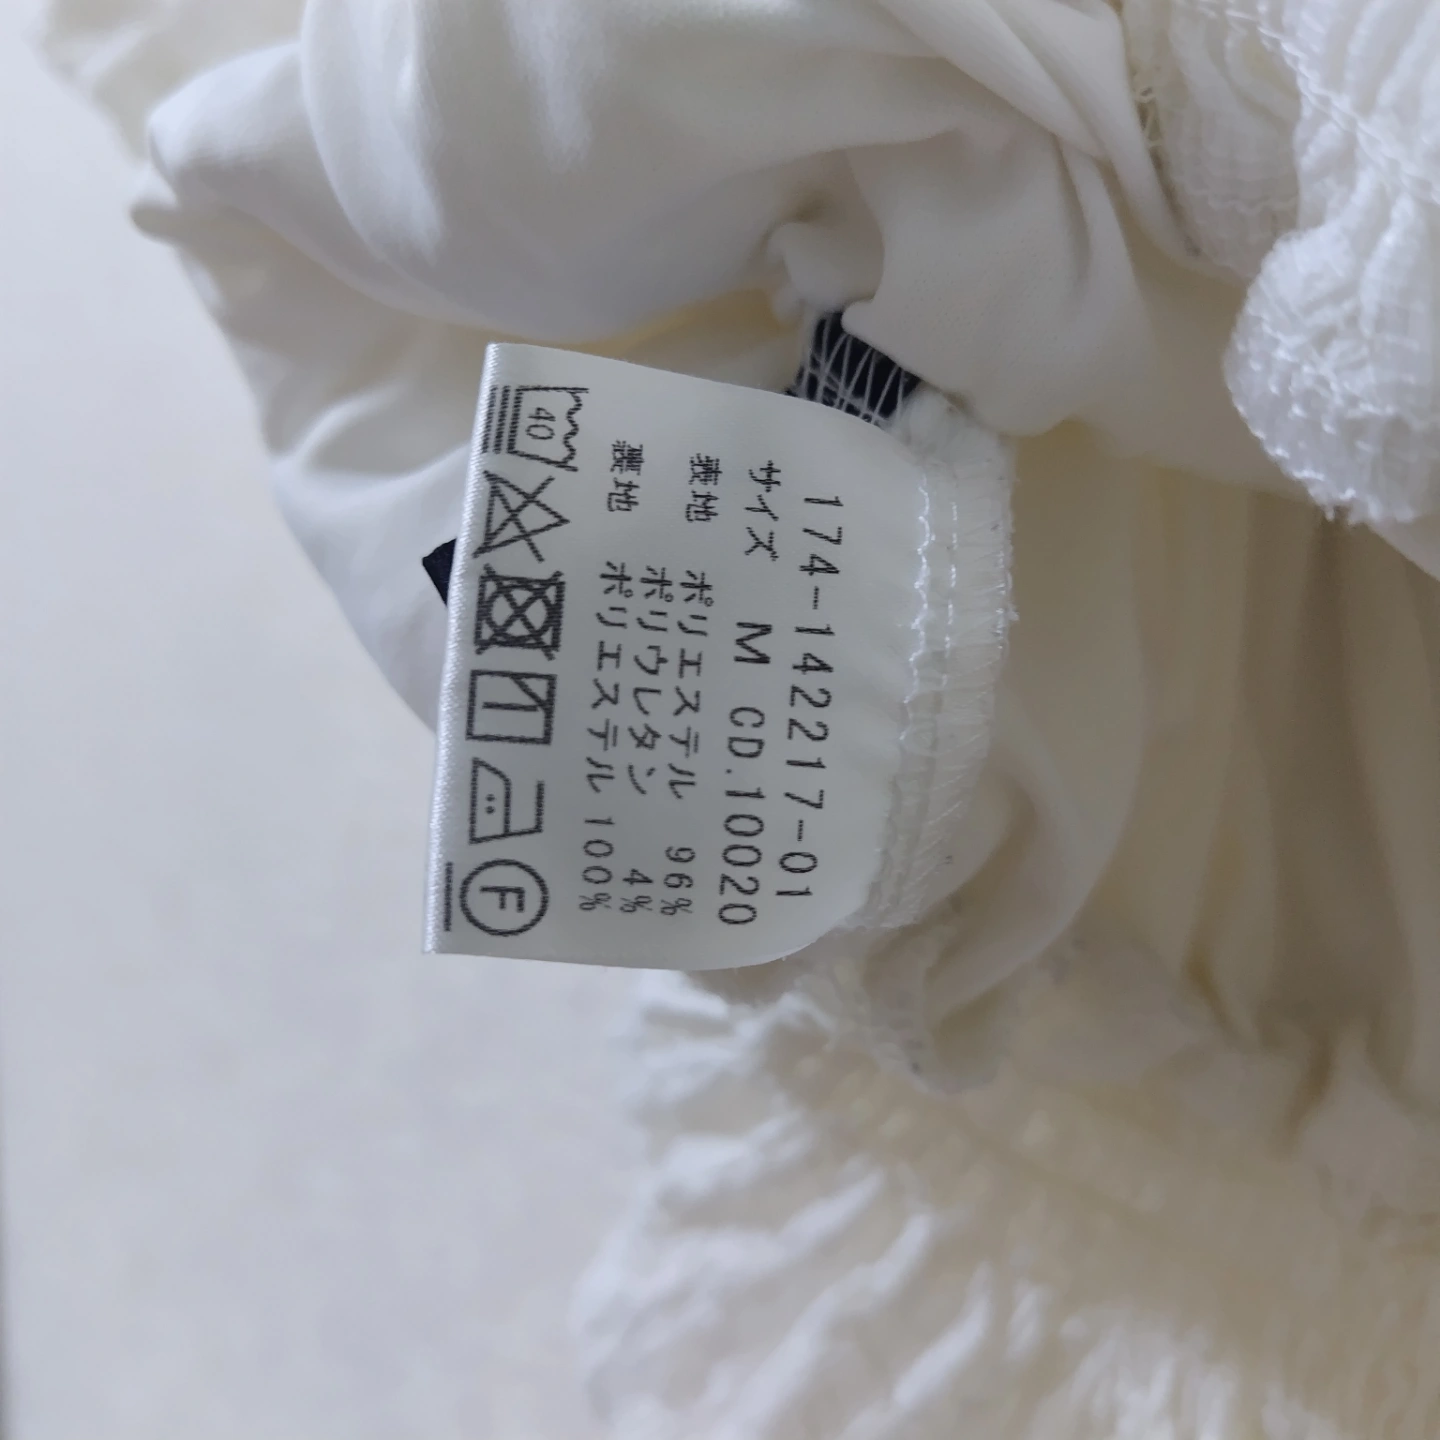 174-142217-01
サイズ M CD.10020
表地 ポリエステル 96%
ポリウレタン 4%
裏地 ポリエステル 100%
40 F